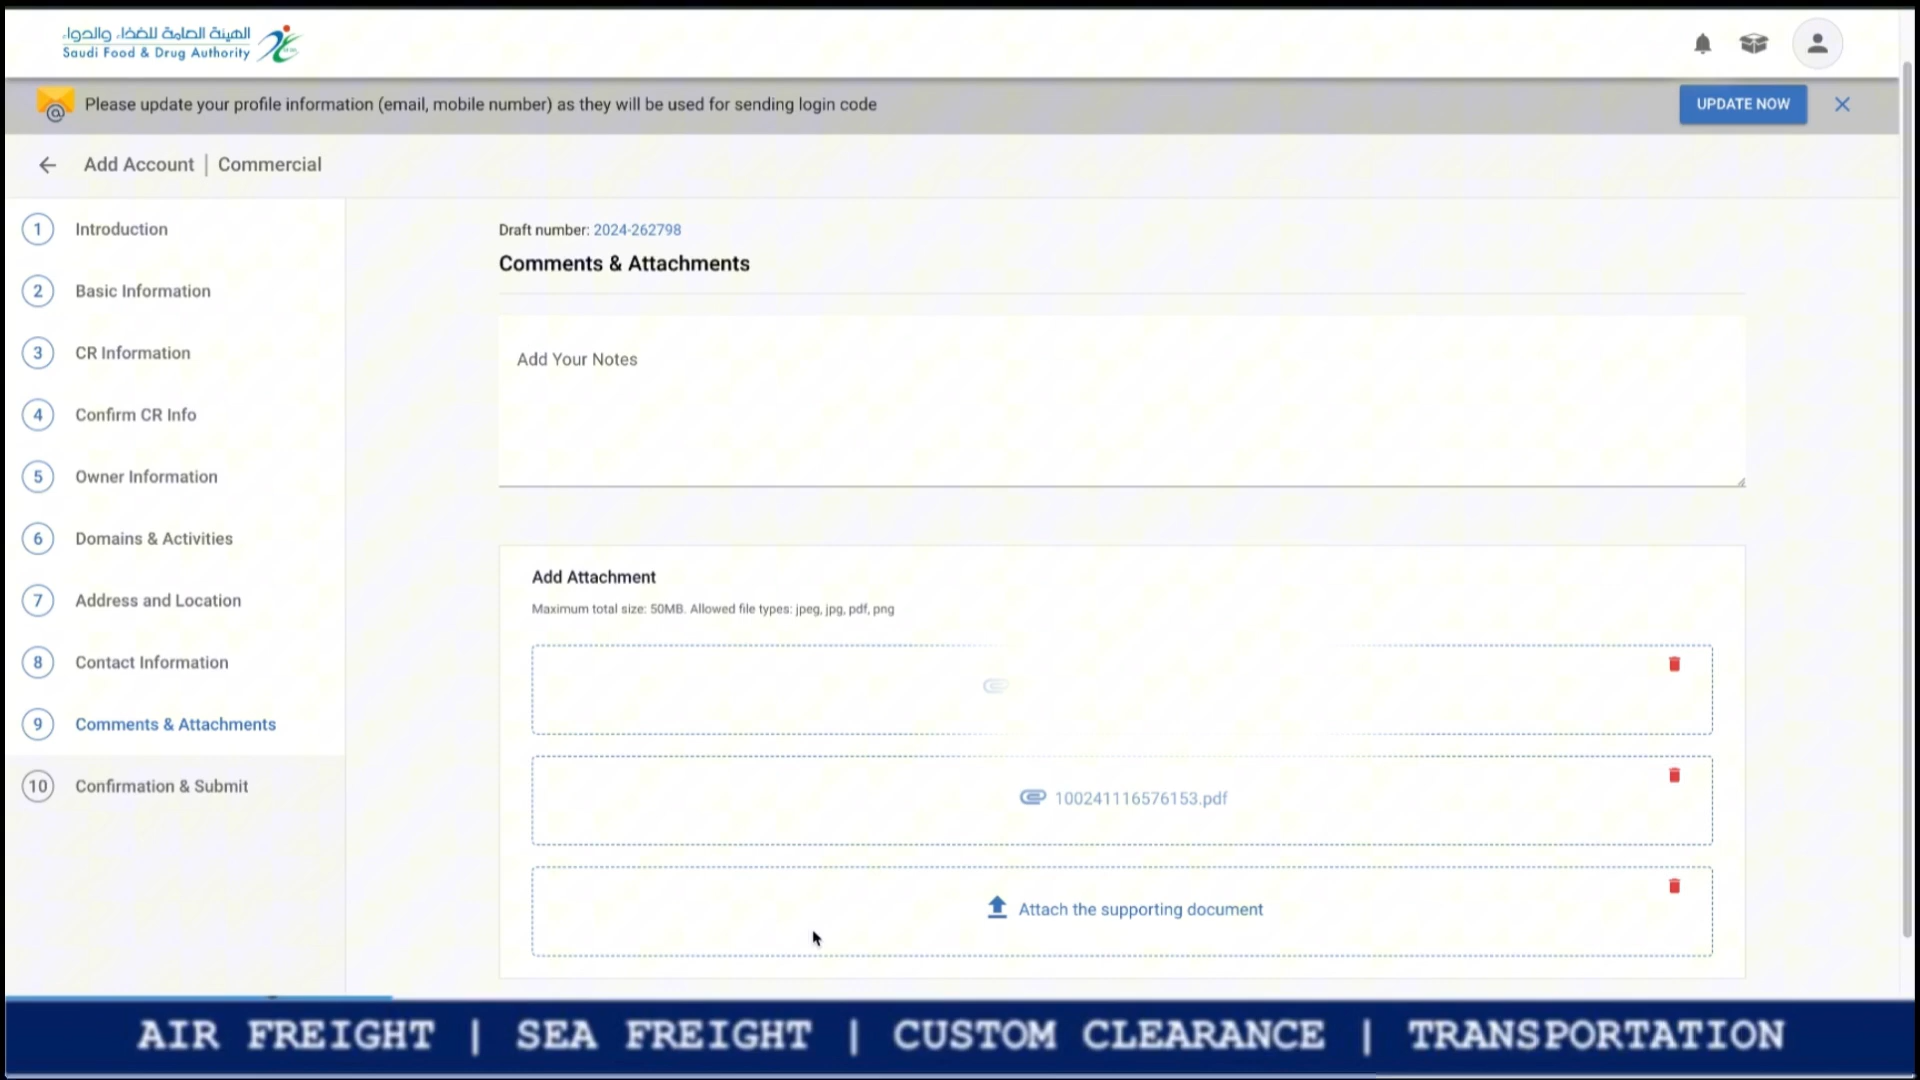 الهيئة العامة للغذاء والدواء
Saudi Food & Drug Authority
Please update your profile information (email, mobile number) as they will be used for sending login code
UPDATE NOW
Add Account | Commercial
1 Introduction
2 Basic Information
3 CR Information
4 Confirm CR Info
5 Owner Information
6 Domains & Activities
7 Address and Location
8 Contact Information
9 Comments & Attachments
10 Confirmation & Submit
Draft number: 2024-262798
Comments & Attachments
Add Your Notes
Add Attachment
Maximum total size: 50MB. Allowed file types: jpeg, jpg, pdf, png
100241116576153.pdf
Attach the supporting document
AIR FREIGHT | SEA FREIGHT | CUSTOM CLEARANCE | TRANSPORTATION